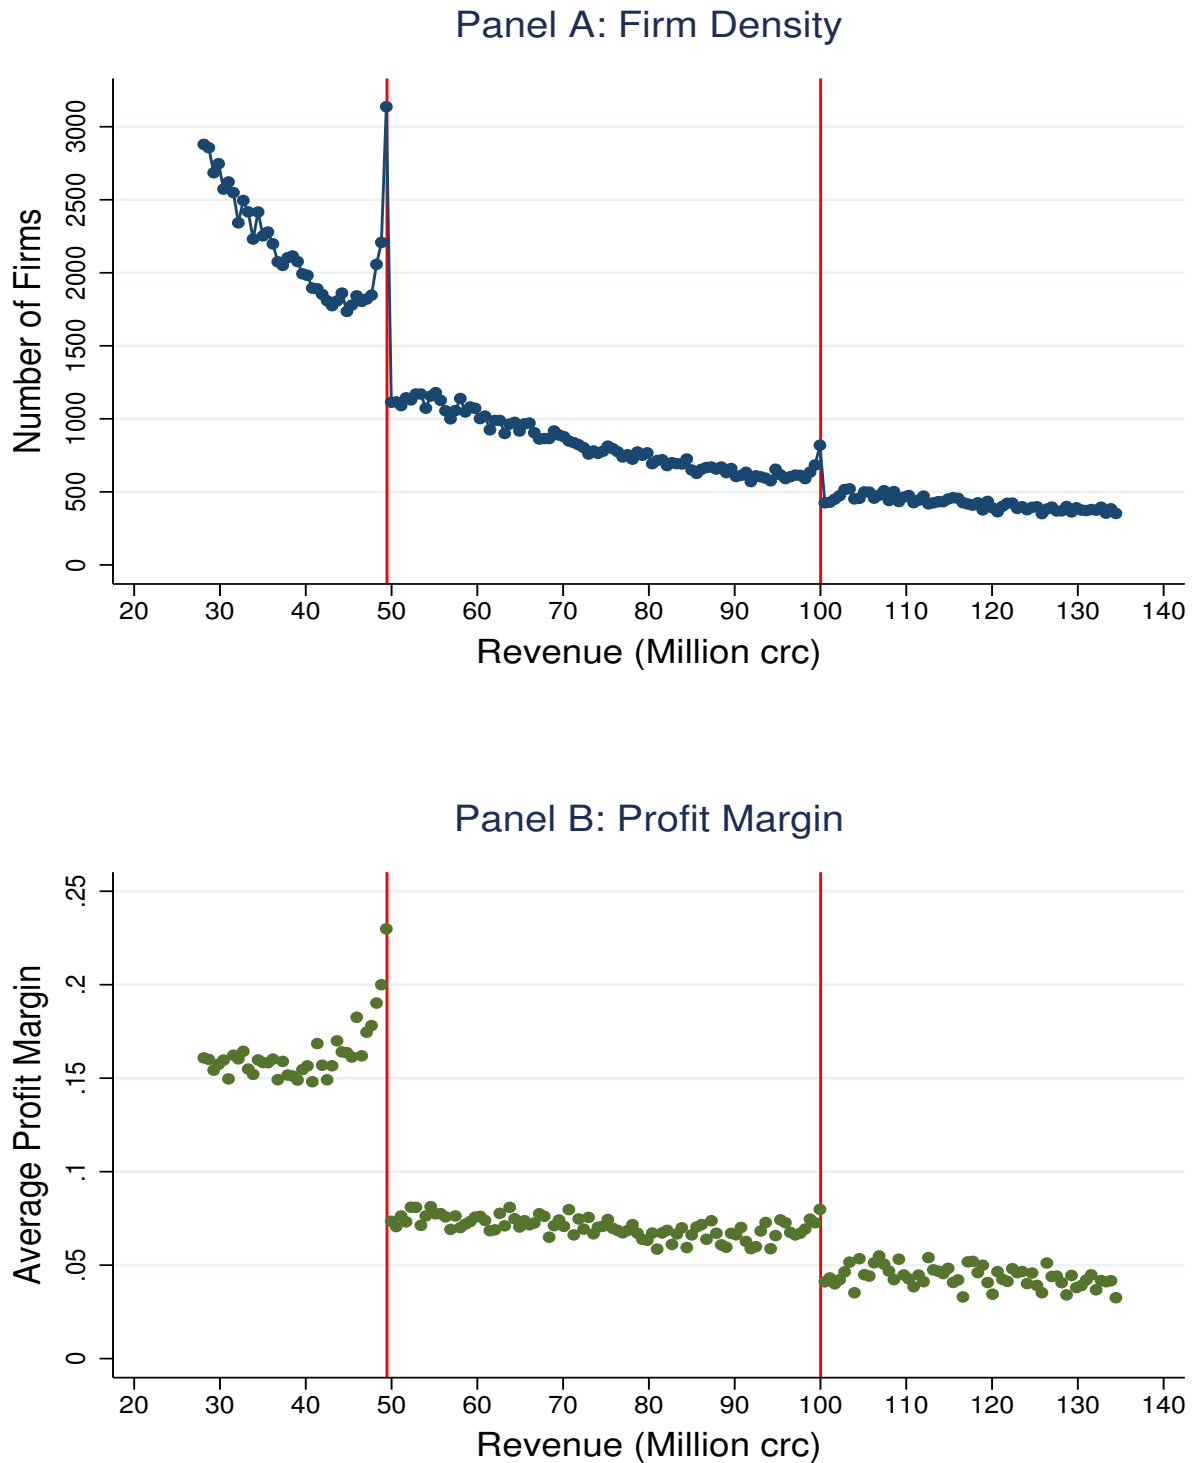 Panel A: Firm Density
Number of Firms
3000
2500
2000
1500
1000
500
0
20 30 40 50 60 70 80 90 100 110 120 130 140
Revenue (Million crc)
Panel B: Profit Margin
Average Profit Margin
.25
.2
.15
.1
.05
0
20 30 40 50 60 70 80 90 100 110 120 130 140
Revenue (Million crc)